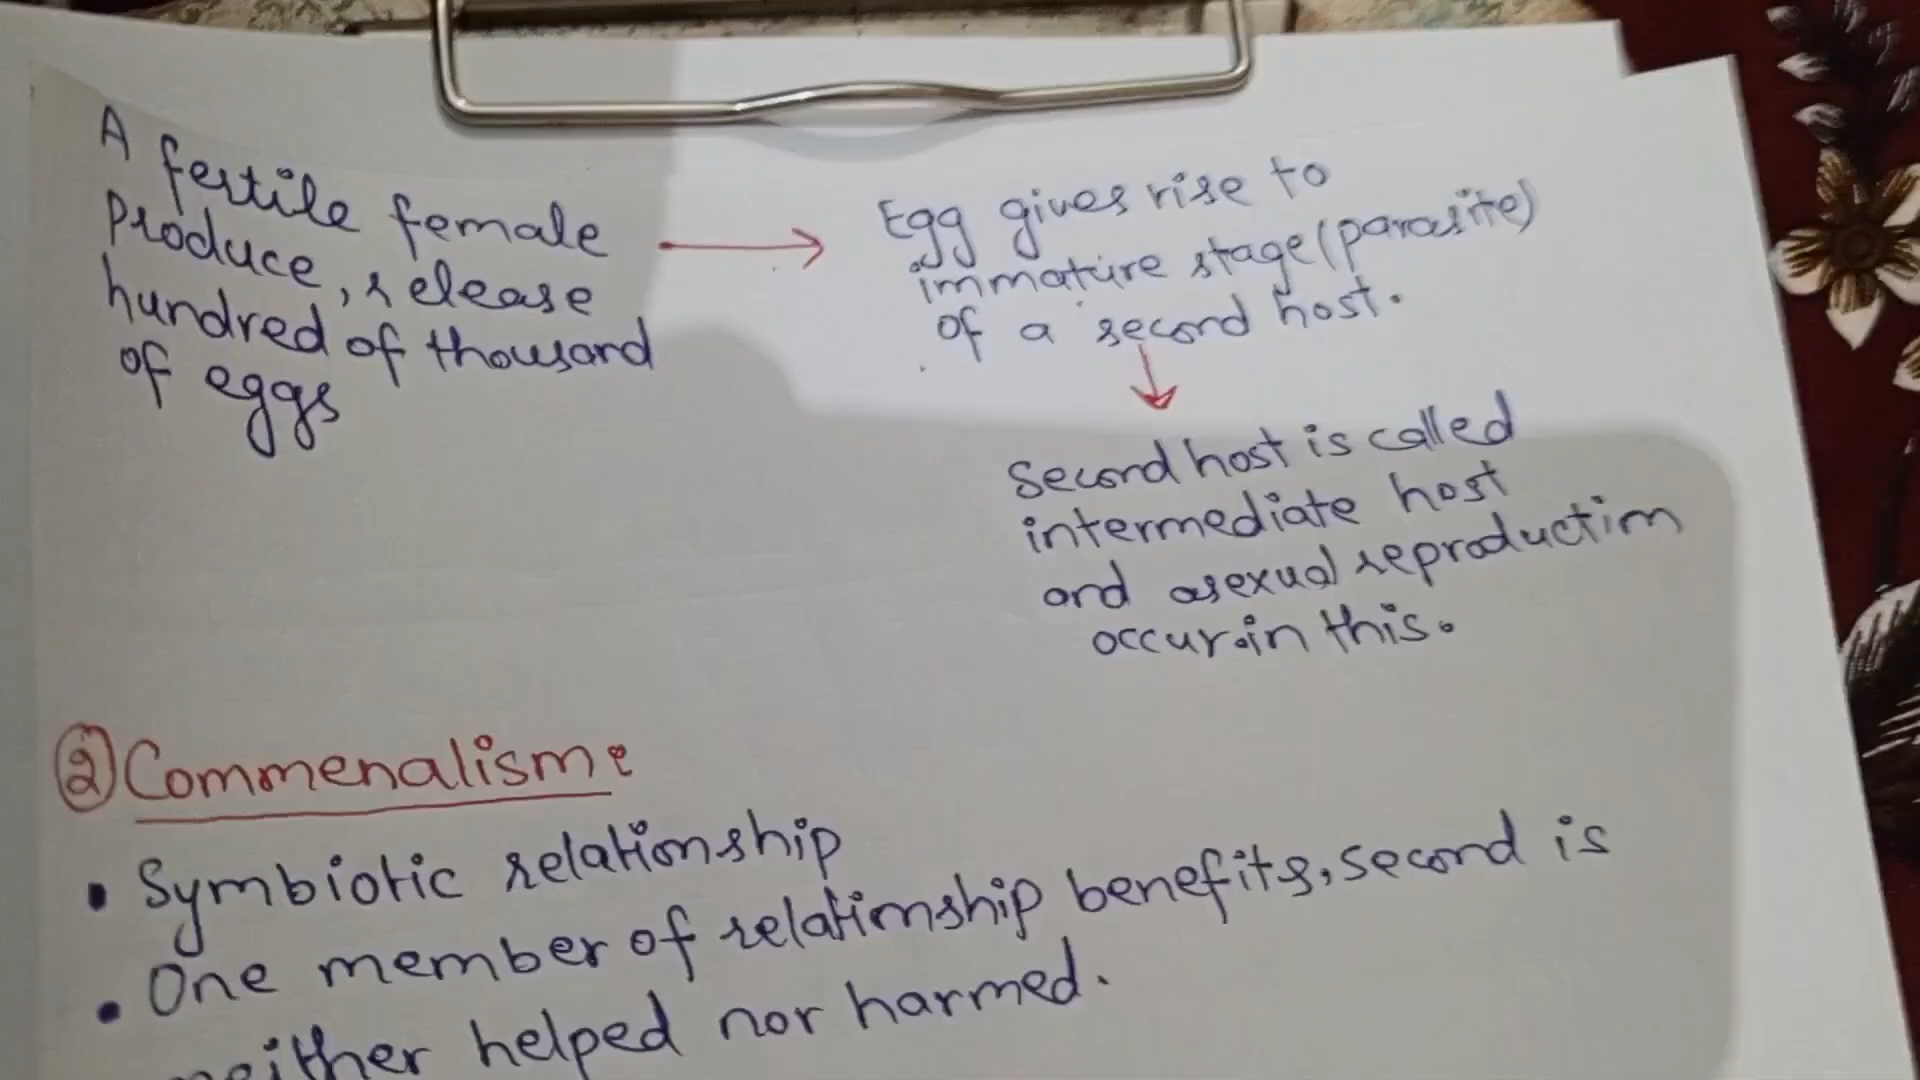 A fertile female
produce, release
hundred of thousand
of eggs
Egg gives rise to
immature stage (parasite)
of a second host.
Second host is called
intermediate host
and asexual reproduction
occur in this.
② Commenalism:
• Symbiotic relationship
• One member of relationship benefits, second is
neither helped nor harmed.